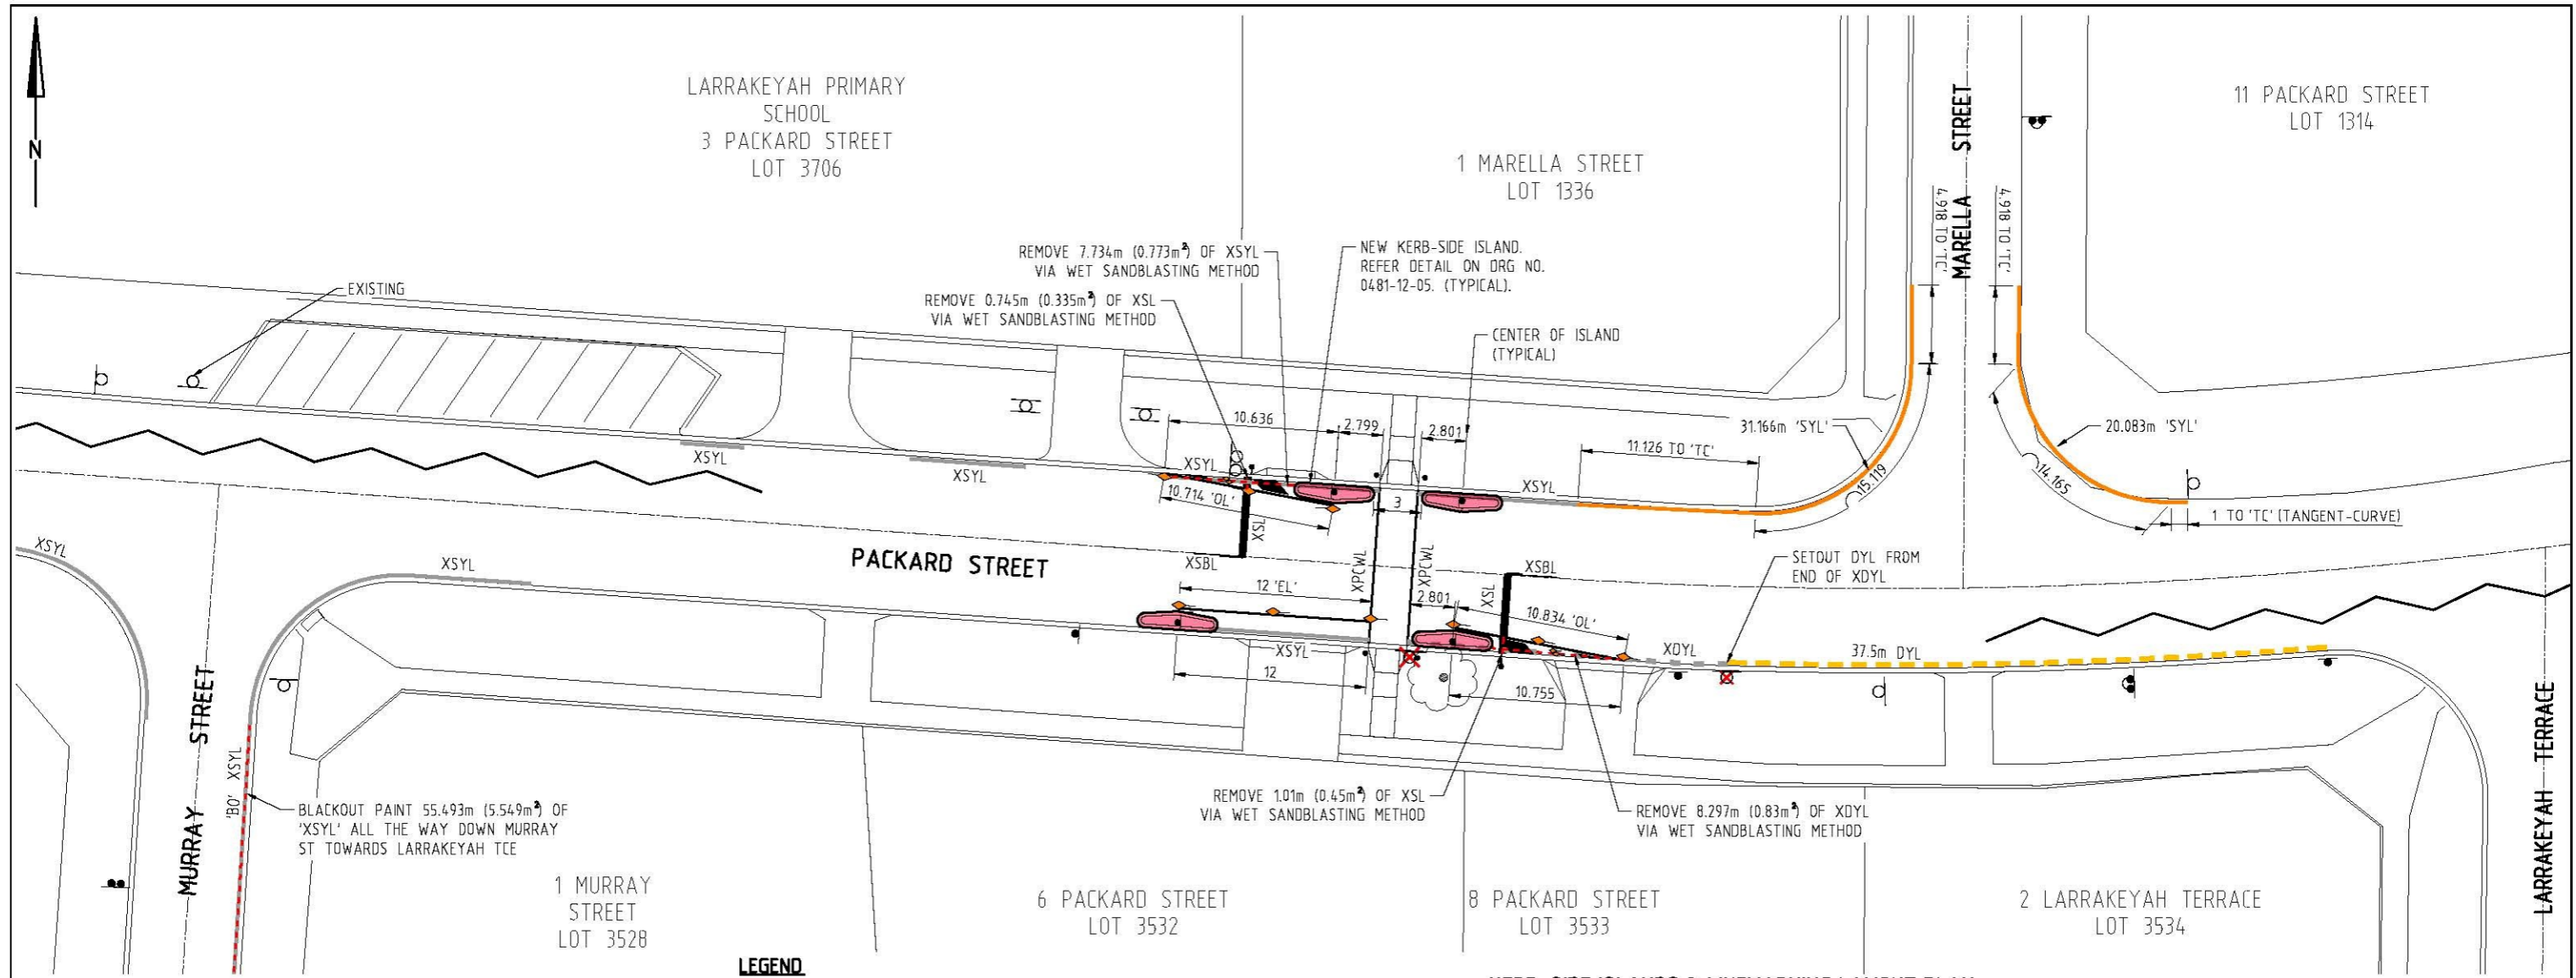 N
LARRAKEYAH PRIMARY
SCHOOL
3 PACKARD STREET
LOT 3706
1 MARELLA STREET
LOT 1336
11 PACKARD STREET
LOT 1314
MARELLA STREET
4.918 TO 'TC'
4.918 TO 'TC'
EXISTING
REMOVE 7.734m (0.773m²) OF XSYL
VIA WET SANDBLASTING METHOD
REMOVE 0.745m (0.335m²) OF XSL
VIA WET SANDBLASTING METHOD
NEW KERB-SIDE ISLAND.
REFER DETAIL ON DRG NO.
0481-12-05. (TYPICAL).
CENTER OF ISLAND
(TYPICAL)
10.636
2.799
2.801
11.126 TO 'TC'
31.166m 'SYL'
15.119
14.165
20.083m 'SYL'
1 TO 'TC' (TANGENT-CURVE)
XSYL
XSYL
XSYL
XSYL
10.714 'OL'
3
XSL
XSBL
XPCWL
XPCWL
PACKARD STREET
XSYL
XSYL
12 'EL'
XSYL
12
2.801
XSL
XSBL
10.834 'OL'
10.755
XDYL
SETOUT DYL FROM
END OF XDYL
37.5m DYL
MURRAY STREET
'BO' XSYL
BLACKOUT PAINT 55.493m (5.549m²) OF
'XSYL' ALL THE WAY DOWN MURRAY
ST TOWARDS LARRAKEYAH TCE
REMOVE 1.01m (0.45m²) OF XSL
VIA WET SANDBLASTING METHOD
REMOVE 8.297m (0.83m²) OF XDYL
VIA WET SANDBLASTING METHOD
LARRAKEYAH TERRACE
1 MURRAY
STREET
LOT 3528
6 PACKARD STREET
LOT 3532
8 PACKARD STREET
LOT 3533
2 LARRAKEYAH TERRACE
LOT 3534
LEGEND